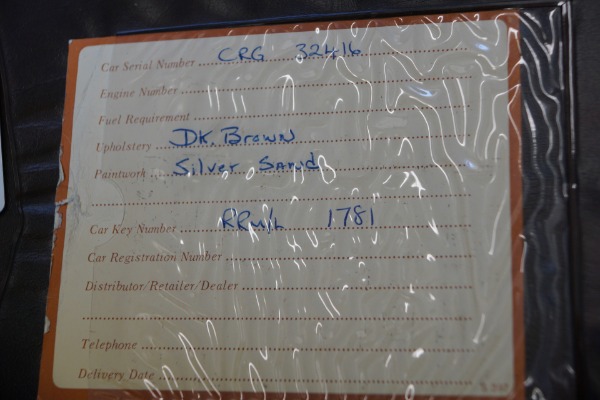 Car Serial Number CRG 32416
Engine Number
Fuel Requirement
Upholstery DK. Brown
Paintwork Silver Sand
Car Key Number 1781
Car Registration Number
Distributor/Retailer/Dealer
Telephone
Delivery Date